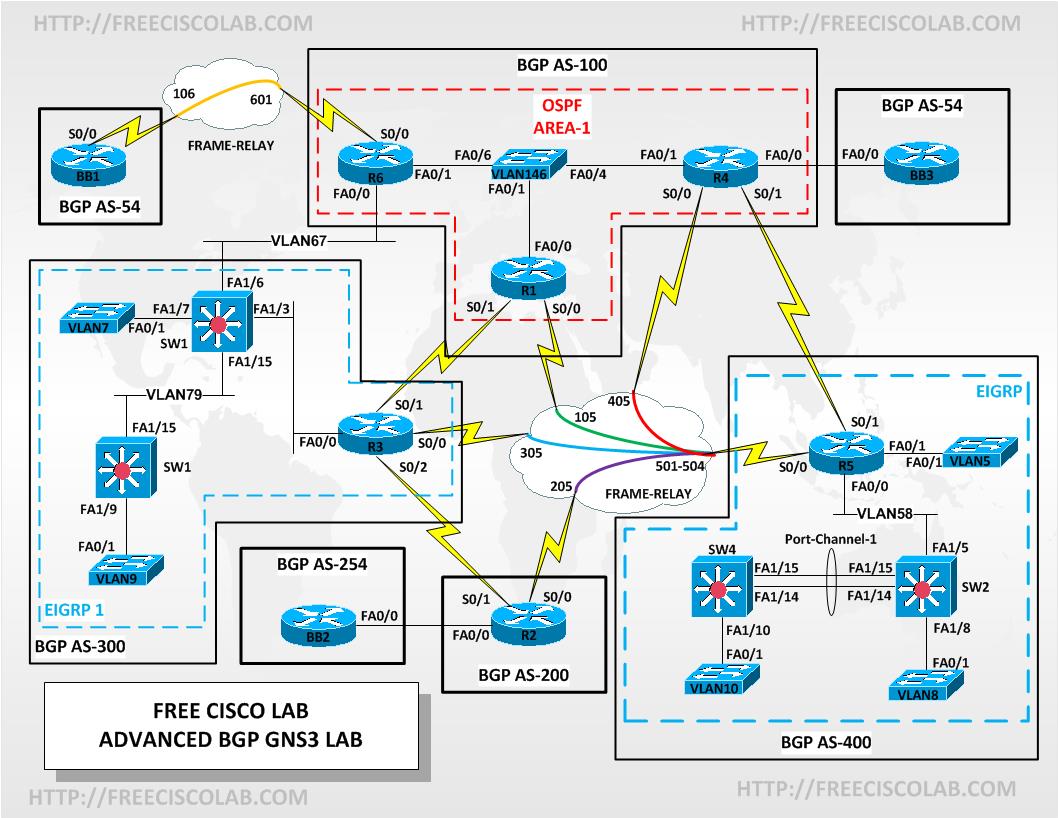 HTTP://FREECISCOLAB.COM
HTTP://FREECISCOLAB.COM
BGP AS-100
OSPF
AREA-1
106
601
FRAME-RELAY
S0/0
BB1
BGP AS-54
S0/0
R6
FA0/1
FA0/0
FA0/6
VLAN146
FA0/1
FA0/4
FA0/1
R4
FA0/0
S0/0
S0/1
BGP AS-54
FA0/0
BB3
FA0/0
R1
S0/1
S0/0
VLAN67
FA1/6
FA1/7
FA1/3
VLAN7
FA0/1
SW1
FA1/15
VLAN79
FA1/15
SW1
FA1/9
FA0/1
VLAN9
EIGRP 1
BGP AS-300
S0/1
FA0/0
R3
S0/0
S0/2
405
105
305
501-504
205
FRAME-RELAY
EIGRP
S0/1
S0/0
R5
FA0/1
FA0/1
VLAN5
FA0/0
VLAN58
Port-Channel-1
SW4
FA1/15
FA1/15
FA1/14
FA1/14
FA1/5
SW2
FA1/10
FA0/1
VLAN10
FA1/8
FA0/1
VLAN8
BGP AS-400
BGP AS-254
BB2
FA0/0
S0/1
S0/0
FA0/0
R2
BGP AS-200
FREE CISCO LAB
ADVANCED BGP GNS3 LAB
HTTP://FREECISCOLAB.COM
HTTP://FREECISCOLAB.COM